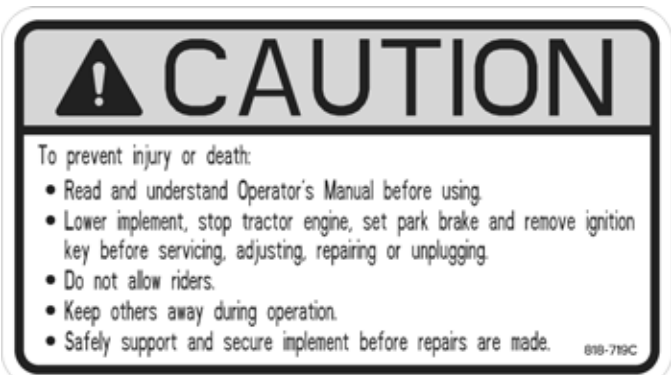 CAUTION
To prevent injury or death:
• Read and understand Operator's Manual before using.
• Lower implement, stop tractor engine, set park brake and remove ignition
key before servicing, adjusting, repairing or unplugging.
• Do not allow riders.
• Keep others away during operation.
• Safely support and secure implement before repairs are made.
818-719C